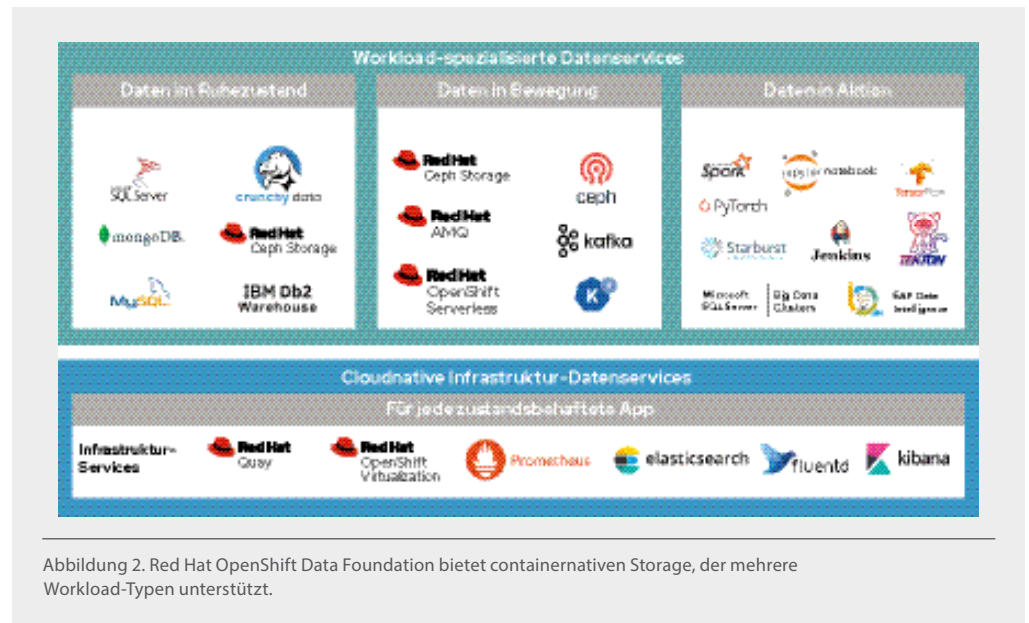 Workload-spezialisierte Datenservices
Daten im Ruhezustand
SQL Server
crunchy data
mongoDB.
Red Hat
Ceph Storage
MySQL
IBM Db2
Warehouse
Daten in Bewegung
Red Hat
Ceph Storage
ceph
Red Hat
AMQ
kafka
Red Hat
OpenShift
Serverless
K
Daten in Aktion
Spark
jupyter notebook
TensorFlow
PyTorch
Starburst
Jenkins
TEKTON
Microsoft
SQL Server
Big Data
Clusters
SAP Data
Intelligence
Cloudnative Infrastruktur-Datenservices
Für jede zustandsbehaftete App
Infrastruktur-
Services
Red Hat
Quay
Red Hat
OpenShift
Virtualization
Prometheus
elasticsearch
fluentd
kibana
Abbildung 2. Red Hat OpenShift Data Foundation bietet containernativen Storage, der mehrere
Workload-Typen unterstützt.